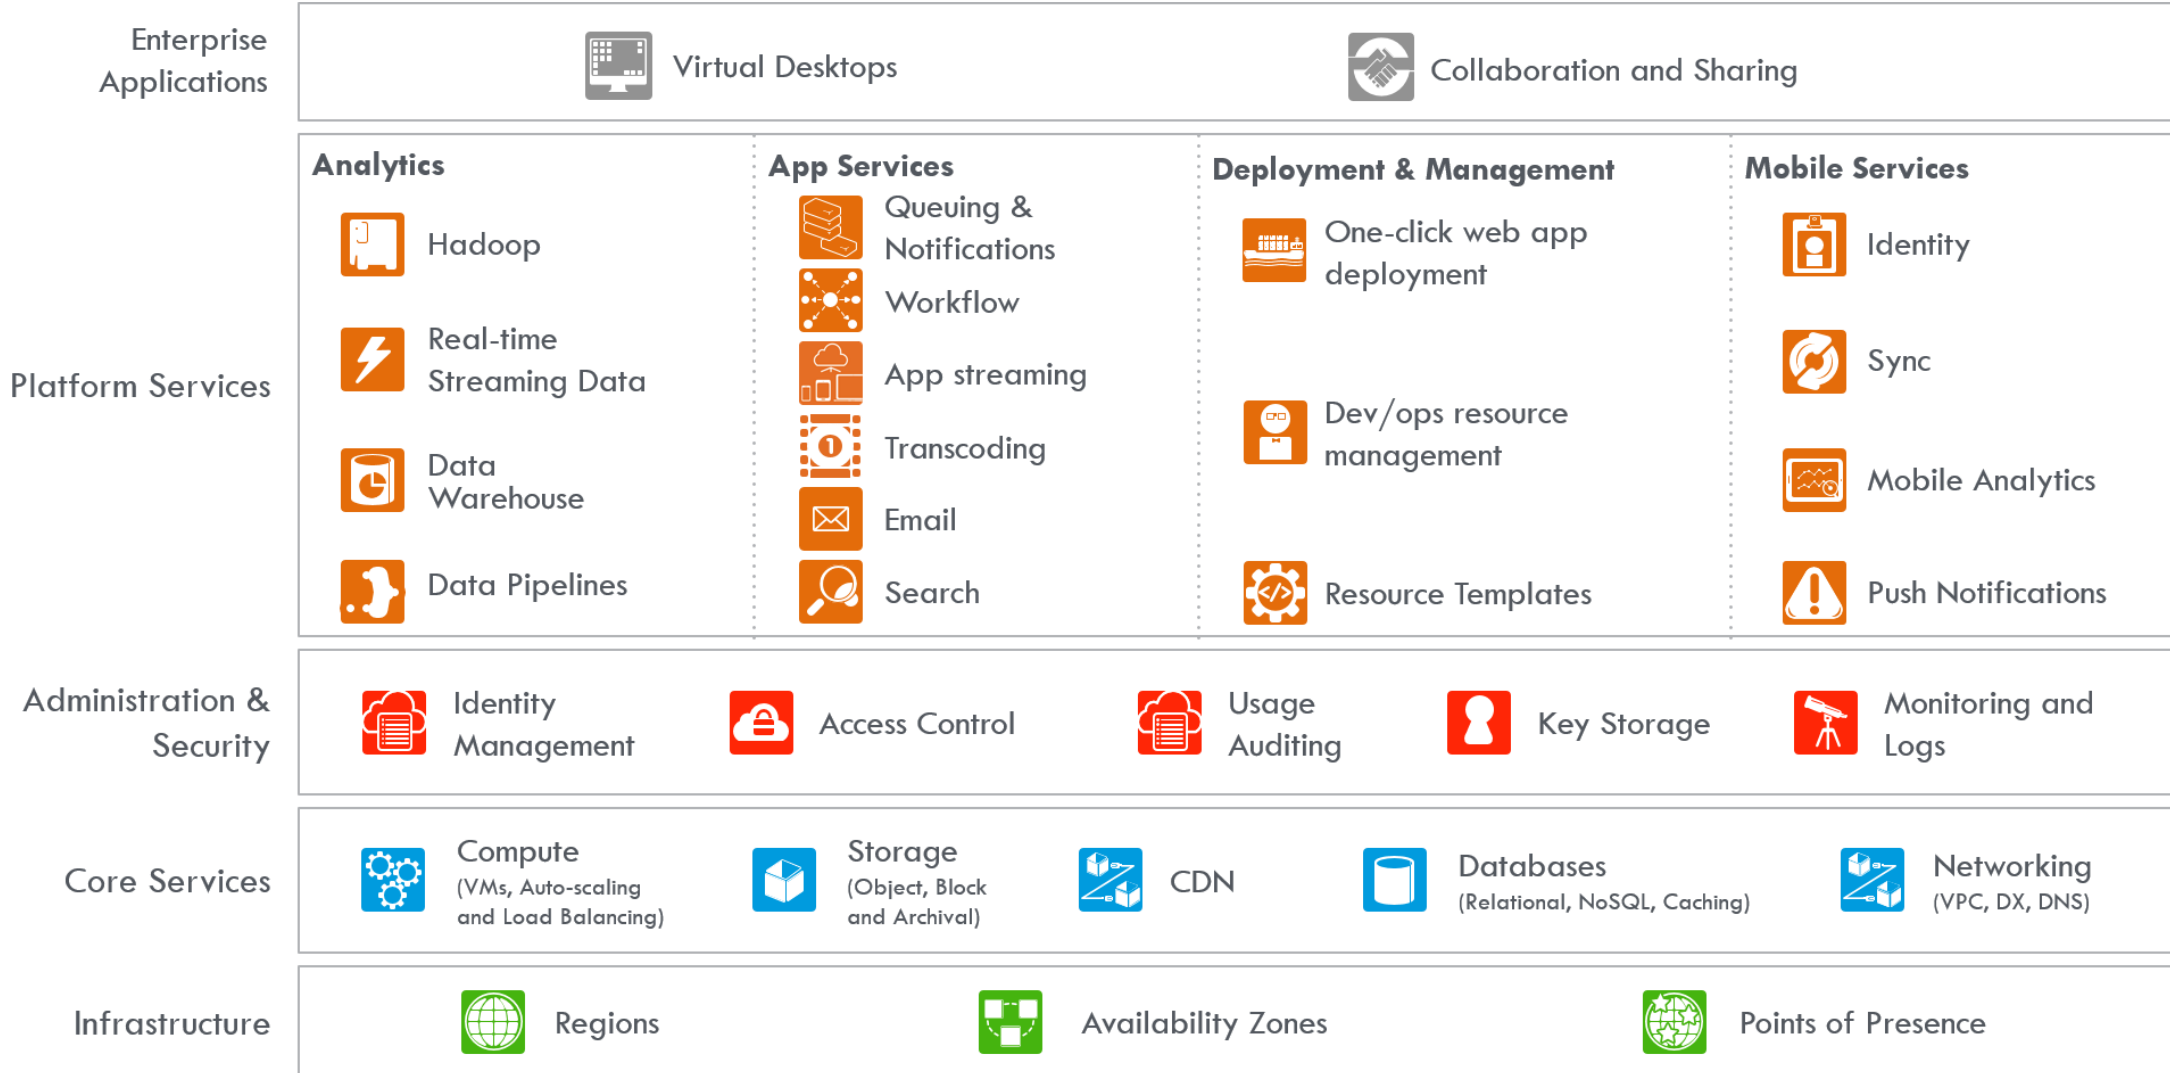 Enterprise
Applications
Virtual Desktops
Collaboration and Sharing
Platform Services
Analytics
Hadoop
Real-time
Streaming Data
Data
Warehouse
Data Pipelines
App Services
Queuing &
Notifications
Workflow
App streaming
Transcoding
Email
Search
Deployment & Management
One-click web app
deployment
Dev/ops resource
management
Resource Templates
Mobile Services
Identity
Sync
Mobile Analytics
Push Notifications
Administration &
Security
Identity
Management
Access Control
Usage
Auditing
Key Storage
Monitoring and
Logs
Core Services
Compute
(VMs, Auto-scaling
and Load Balancing)
Storage
(Object, Block
and Archival)
CDN
Databases
(Relational, NoSQL, Caching)
Networking
(VPC, DX, DNS)
Infrastructure
Regions
Availability Zones
Points of Presence